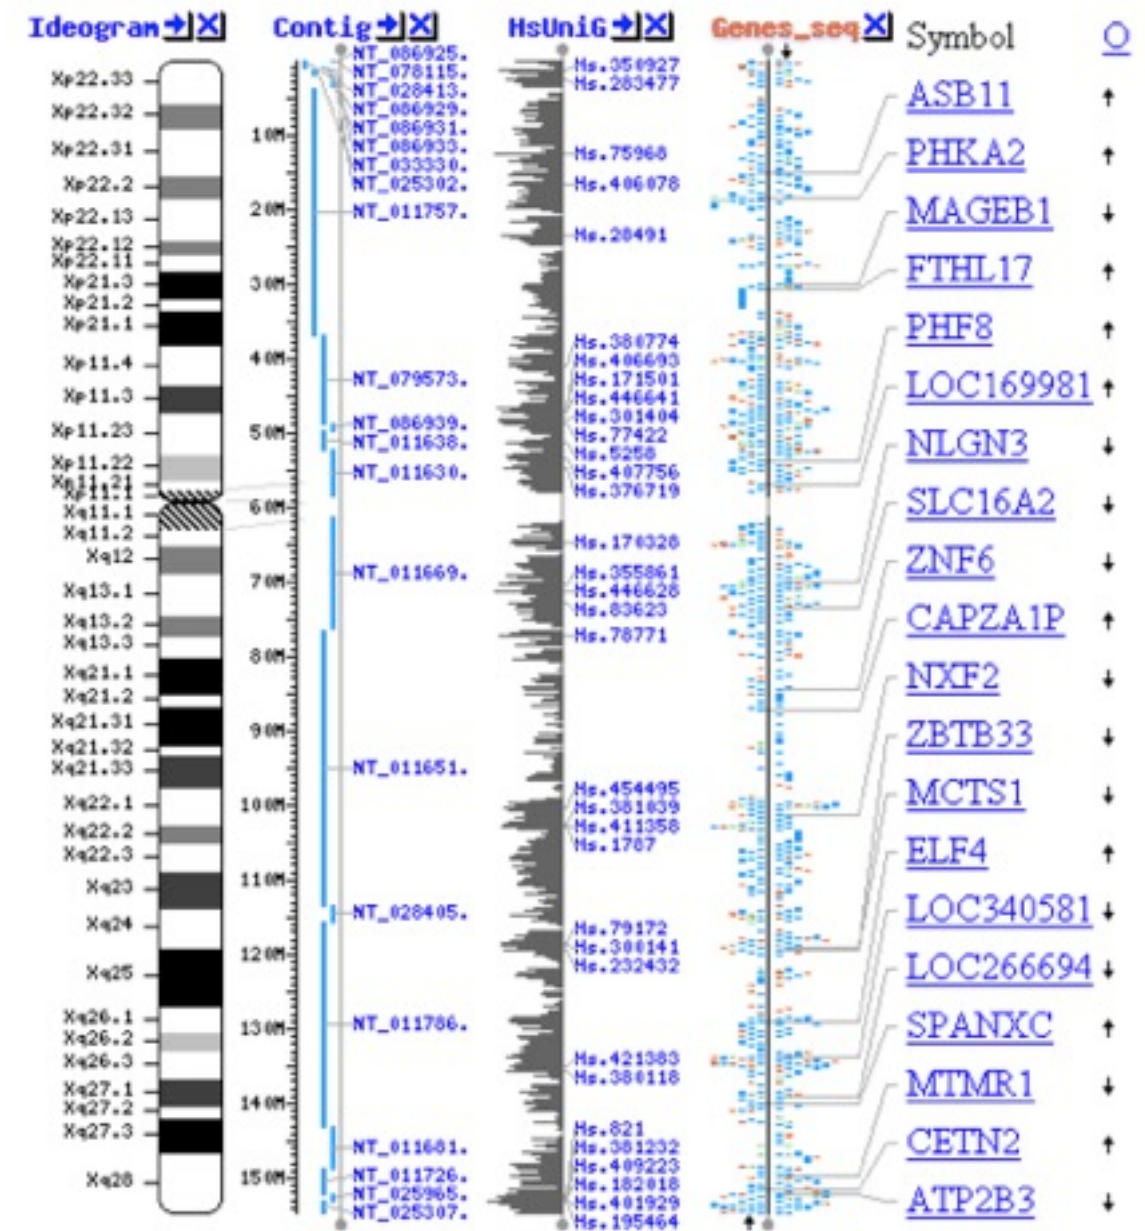 Ideogram Contig HsUniG Genes_seq Symbol O
Xp22.33
Xp22.32
Xp22.31
Xp22.2
Xp22.13
Xp22.12
Xp22.11
Xp21.3
Xp21.2
Xp21.1
Xp11.4
Xp11.3
Xp11.23
Xp11.22
Xp11.21
Xp11.1
Xq11.1
Xq11.2
Xq12
Xq13.1
Xq13.2
Xq13.3
Xq21.1
Xq21.2
Xq21.31
Xq21.32
Xq21.33
Xq22.1
Xq22.2
Xq22.3
Xq23
Xq24
Xq25
Xq26.1
Xq26.2
Xq26.3
Xq27.1
Xq27.2
Xq27.3
Xq28
10M
20M
30M
40M
50M
60M
70M
80M
90M
100M
110M
120M
130M
140M
150M
NT_086925.
NT_078115.
NT_028413.
NT_086929.
NT_086931.
NT_086933.
NT_033330.
NT_025302.
NT_011757.
NT_079573.
NT_086939.
NT_011638.
NT_011630.
NT_011669.
NT_011651.
NT_028405.
NT_011786.
NT_011681.
NT_011726.
NT_025965.
NT_025307.
Hs.350927
Hs.283477
Hs.75968
Hs.406078
Hs.28491
Hs.380774
Hs.406693
Hs.171501
Hs.446641
Hs.301404
Hs.77422
Hs.5258
Hs.407756
Hs.376719
Hs.170328
Hs.355861
Hs.446628
Hs.83623
Hs.78771
Hs.454495
Hs.381039
Hs.411358
Hs.1787
Hs.79172
Hs.300141
Hs.232432
Hs.421383
Hs.380118
Hs.821
Hs.381232
Hs.409223
Hs.182018
Hs.401929
Hs.195464
ASB11
PHKA2
MAGEB1
FTHL17
PHF8
LOC169981
NLGN3
SLC16A2
ZNF6
CAPZA1P
NXF2
ZBTB33
MCTS1
ELF4
LOC340581
LOC266694
SPANXC
MTMR1
CETN2
ATP2B3